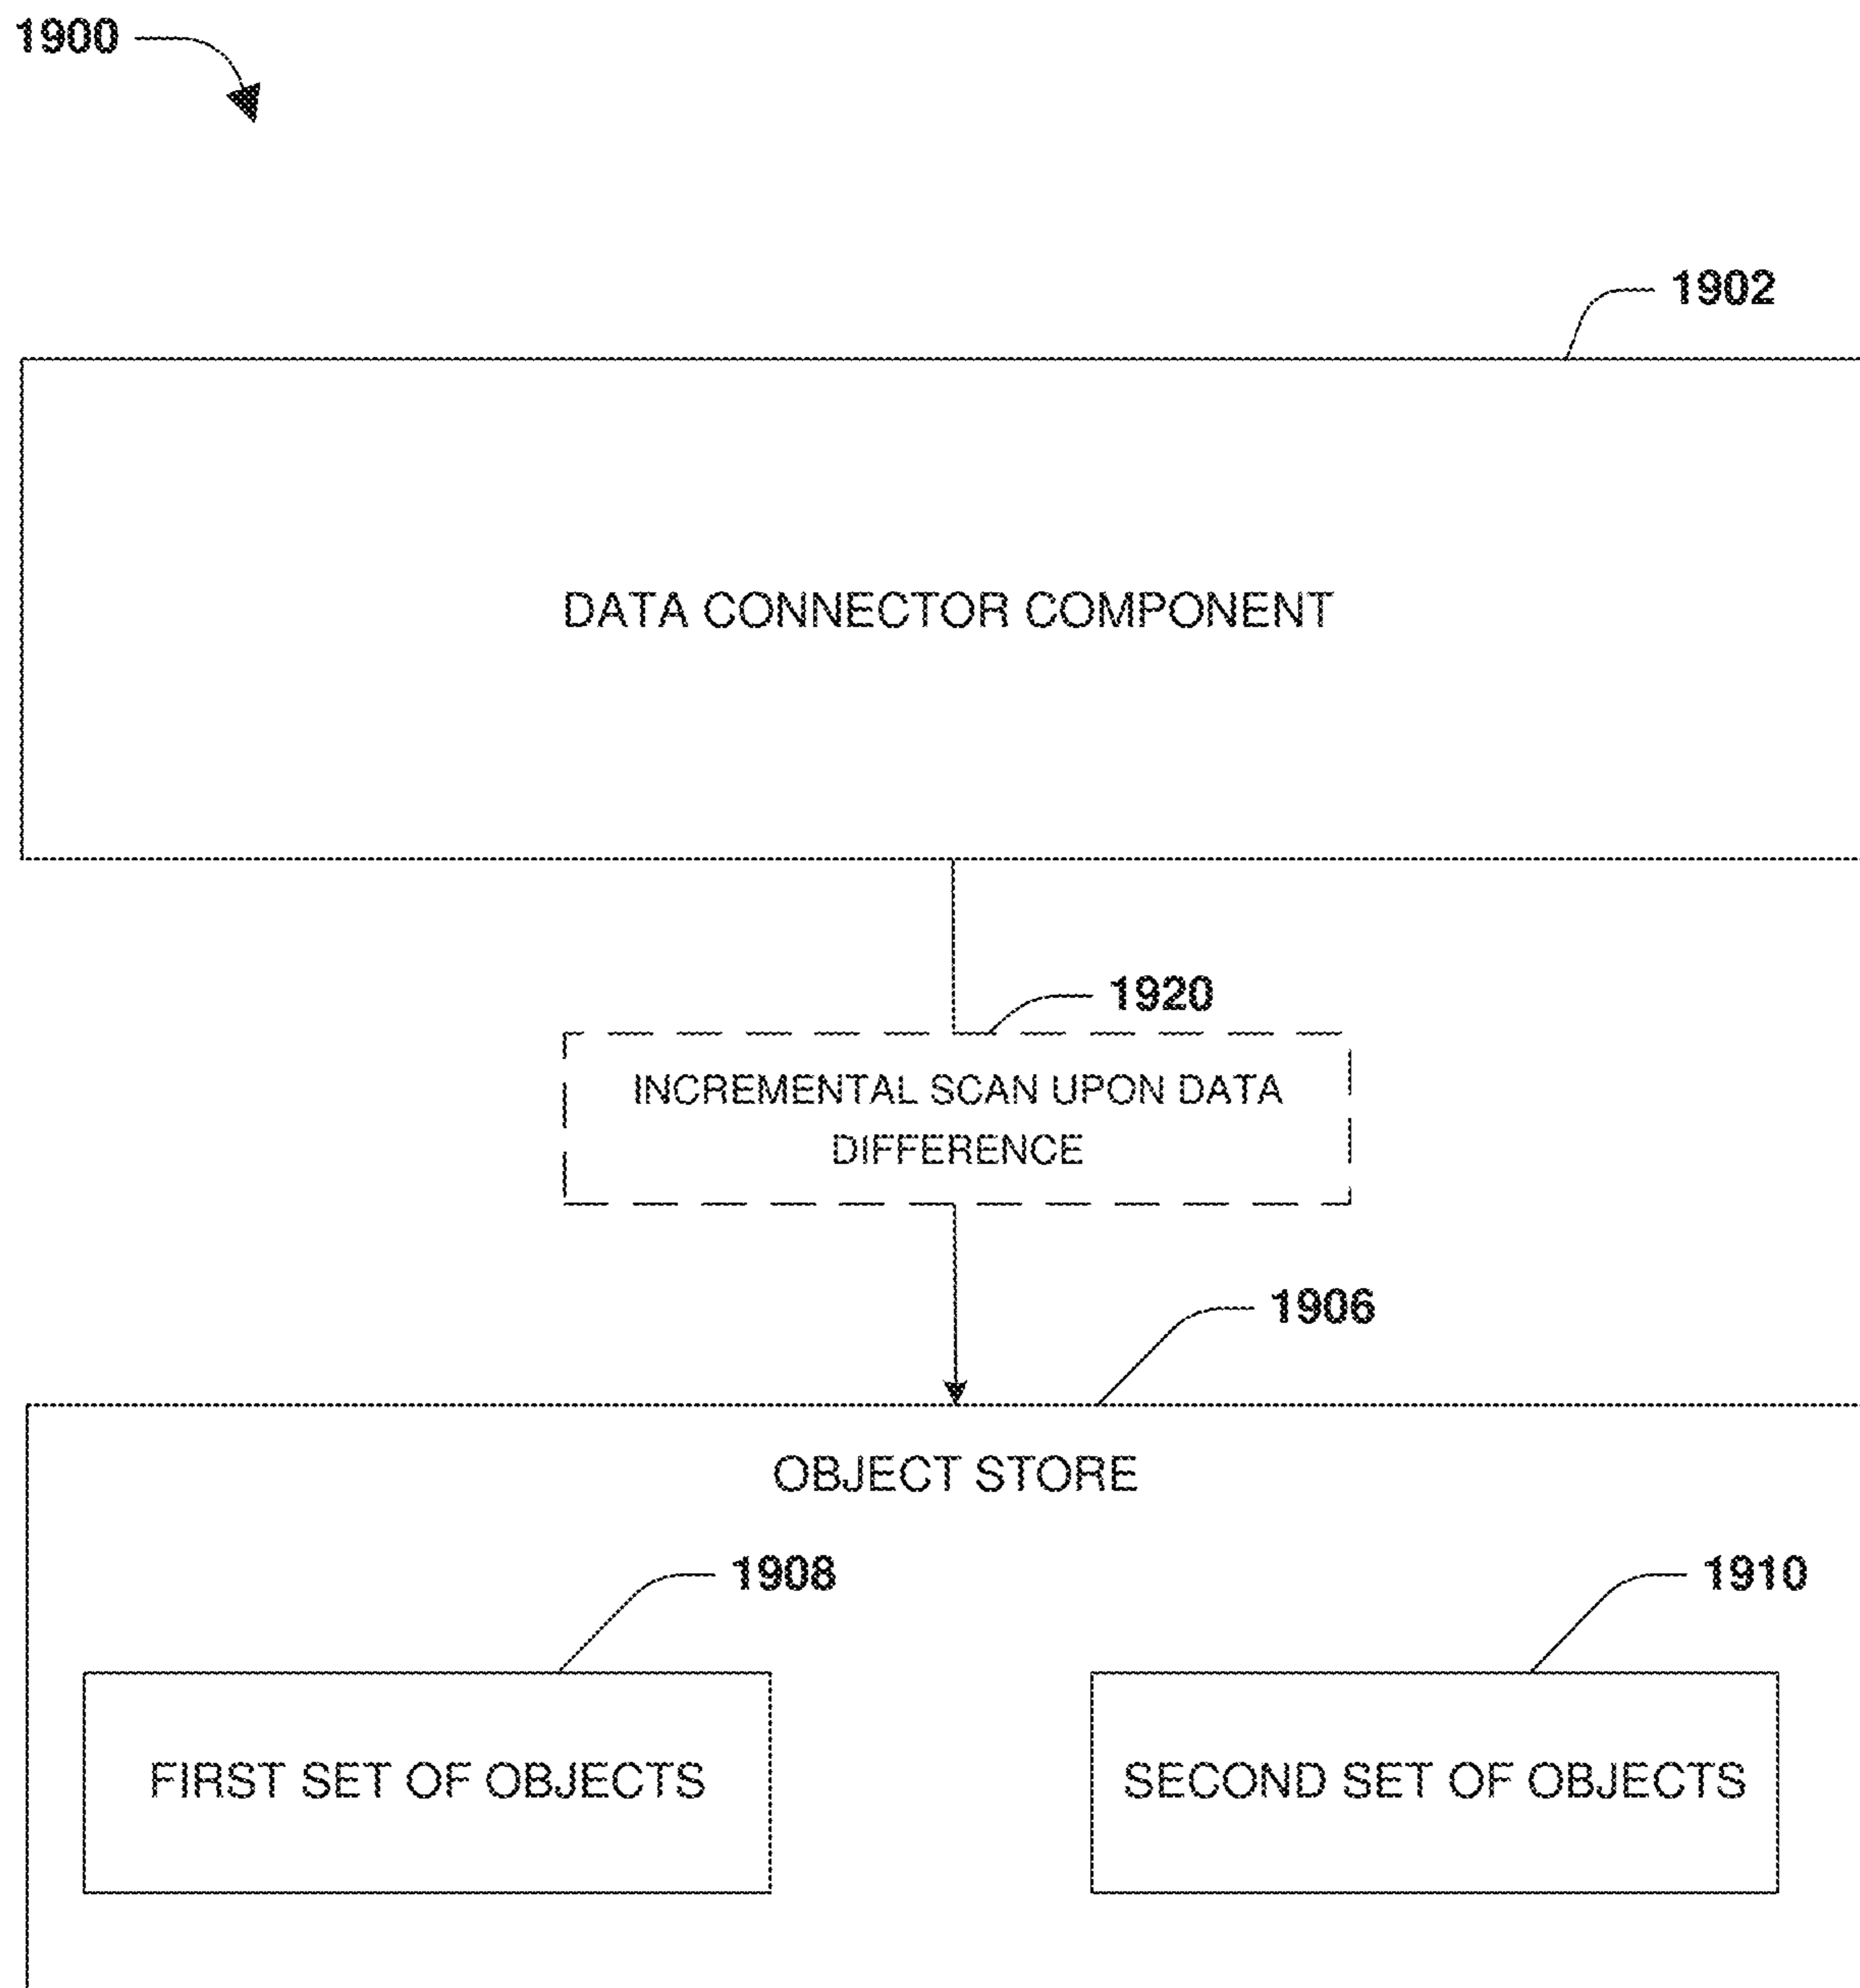 1900
1902
DATA CONNECTOR COMPONENT
1920
INCREMENTAL SCAN UPON DATA
DIFFERENCE
1906
OBJECT STORE
1908
1910
FIRST SET OF OBJECTS
SECOND SET OF OBJECTS